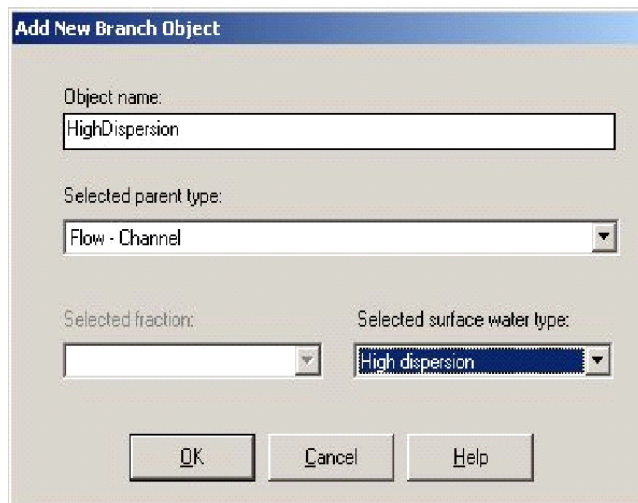 Add New Branch Object
Object name:
HighDispersion
Selected parent type:
Flow - Channel
Selected fraction:
Selected surface water type:
High dispersion
OK
Cancel
Help